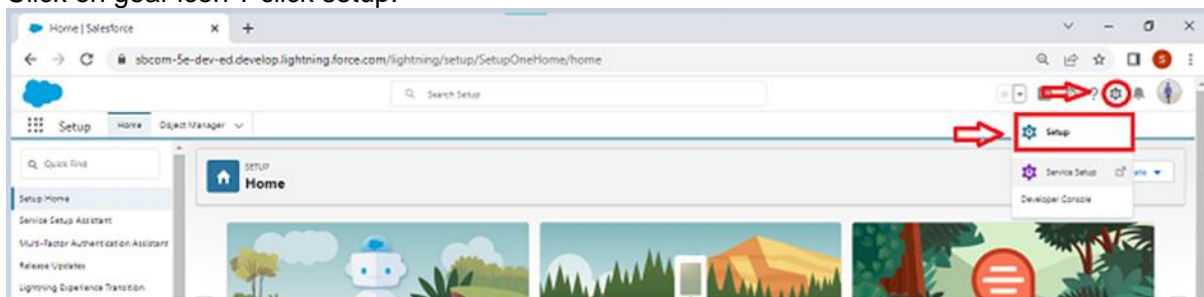 Click on gear icon ? click setup.
Home | Salesforce
sbcom-5e-dev-ed.develop.lightning.force.com/lightning/setup/SetupOneHome/home
S
Search Setup
?
Setup
Home
Object Manager
Setup
Quick Find
SETUP
Home
Service Setup
Developer Console
Setup Home
Service Setup Assistant
Multi-Factor Authentication Assistant
Release Updates
Lightning Experience Transition